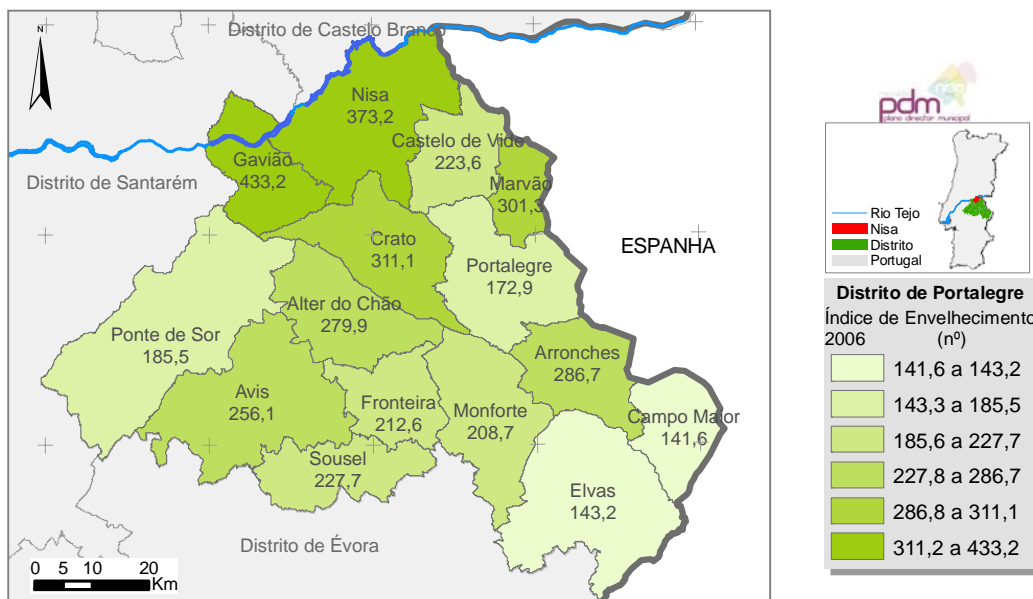 Distrito de Castelo Branco
N
Nisa
373,2
Castelo de Vide
223,6
Gavião
433,2
Marvão
301,3
Distrito de Santarém
Crato
311,1
ESPANHA
Portalegre
172,9
Alter do Chão
279,9
Ponte de Sor
185,5
Arronches
286,7
Avis
256,1
Fronteira
212,6
Monforte
208,7
Campo Maior
141,6
Sousel
227,7
Elvas
143,2
Distrito de Évora
0 5 10 20
Km
pdm
plano director municipal
Rio Tejo
Nisa
Distrito
Portugal
Distrito de Portalegre
Índice de Envelhecimento
2006 (nº)
141,6 a 143,2
143,3 a 185,5
185,6 a 227,7
227,8 a 286,7
286,8 a 311,1
311,2 a 433,2